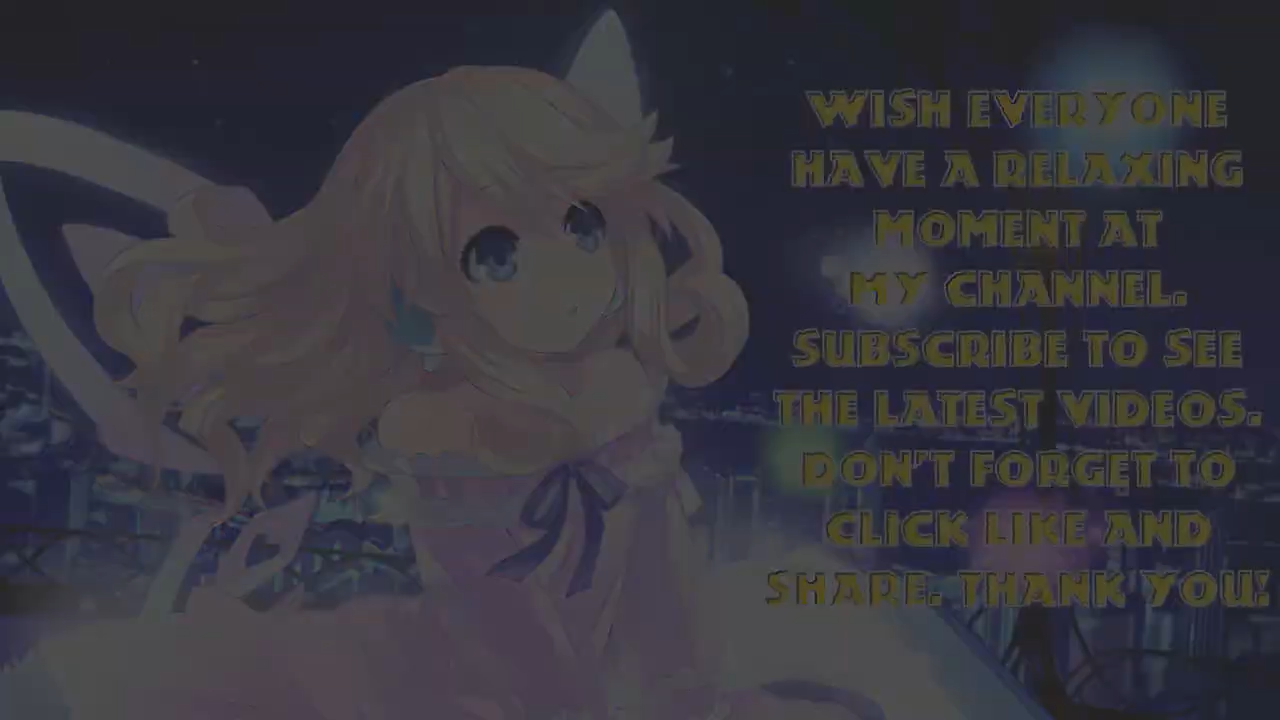 WISH EVERYONE
HAVE A RELAXING
MOMENT AT
MY CHANNEL.
SUBSCRIBE TO SEE
THE LATEST VIDEOS.
DON'T FORGET TO
CLICK LIKE AND
SHARE. THANK YOU!